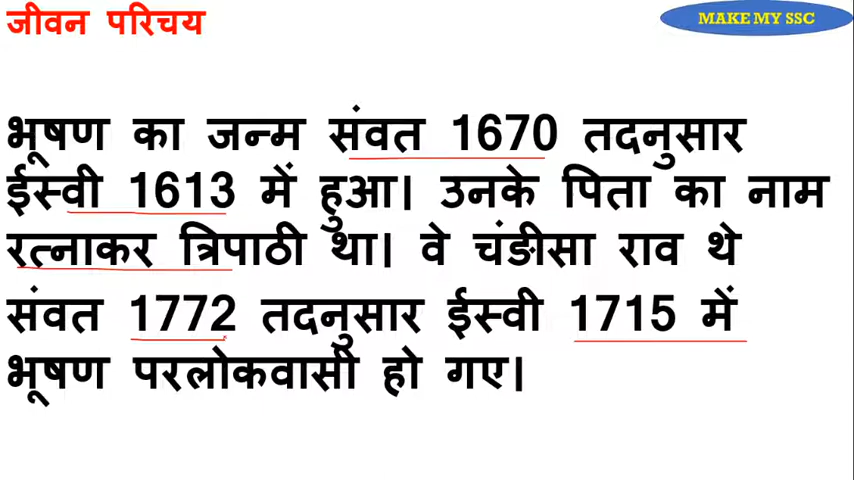 जीवन परिचय
MAKE MY SSC
भूषण का जन्म संवत 1670 तदनुसार
ईस्वी 1613 में हुआ। उनके पिता का नाम
रत्नाकर त्रिपाठी था। वे चंङीसा राव थे
संवत 1772 तदनुसार ईस्वी 1715 में
भूषण परलोकवासी हो गए।